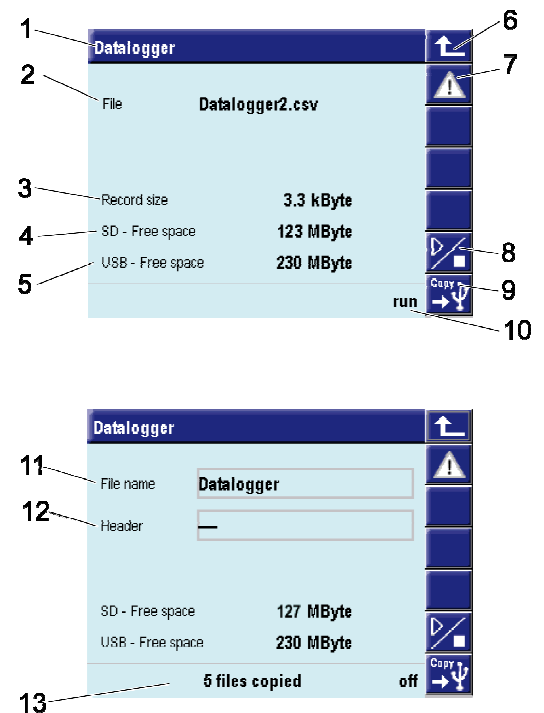 1
Datalogger
6
2
File
Datalogger2.csv
7
3
Record size
3.3 kByte
4
SD - Free space
123 MByte
8
5
USB - Free space
230 MByte
Copy
9
run
10
Datalogger
11
File name
Datalogger
12
Header
SD - Free space
127 MByte
USB - Free space
230 MByte
Copy
13
5 files copied
off